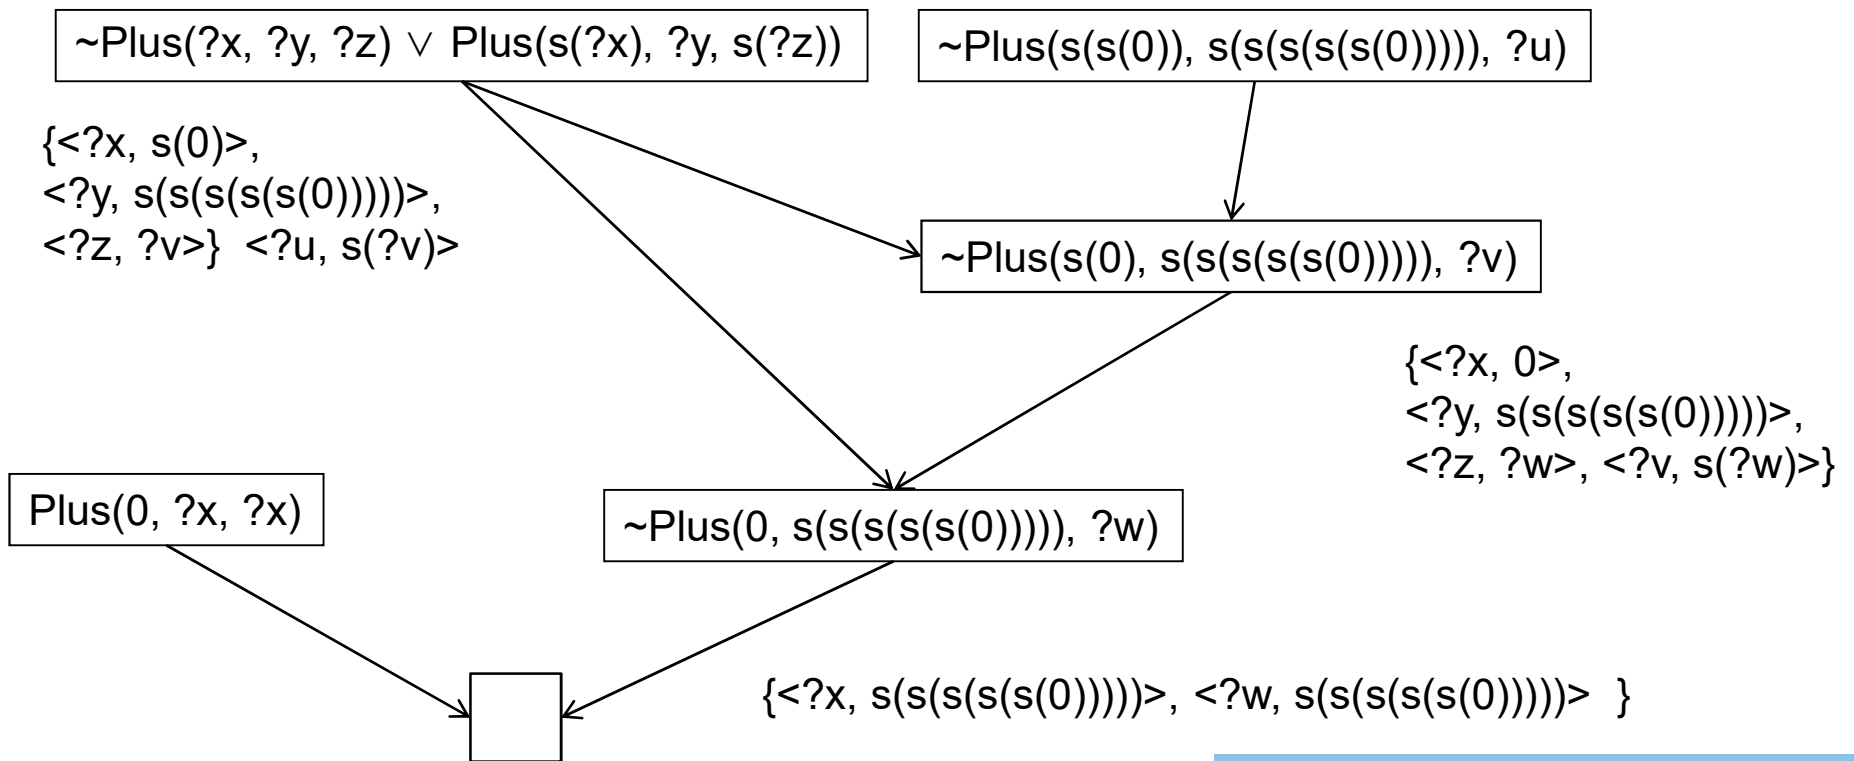 ~Plus(?x, ?y, ?z) ∨ Plus(s(?x), ?y, s(?z))
~Plus(s(s(0)), s(s(s(s(s(0))))), ?u)
{<?x, s(0)>,
<?y, s(s(s(s(s(0)))))>,
<?z, ?v>} <?u, s(?v)>
~Plus(s(0), s(s(s(s(s(0))))), ?v)
{<?x, 0>,
<?y, s(s(s(s(s(0)))))>,
<?z, ?w>, <?v, s(?w)>}
Plus(0, ?x, ?x)
~Plus(0, s(s(s(s(s(0))))), ?w)
{<?x, s(s(s(s(s(0)))))>, <?w, s(s(s(s(s(0)))))> }